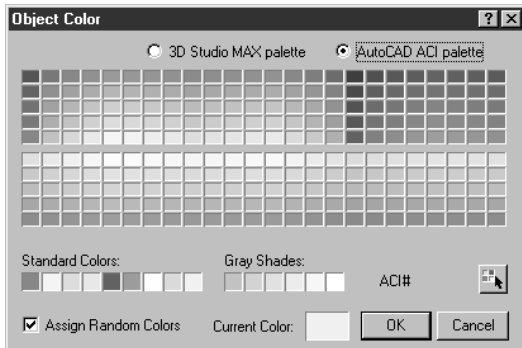 Object Color
3D Studio MAX palette AutoCAD ACI palette
Standard Colors: Gray Shades:
ACI#
Assign Random Colors Current Color: OK Cancel